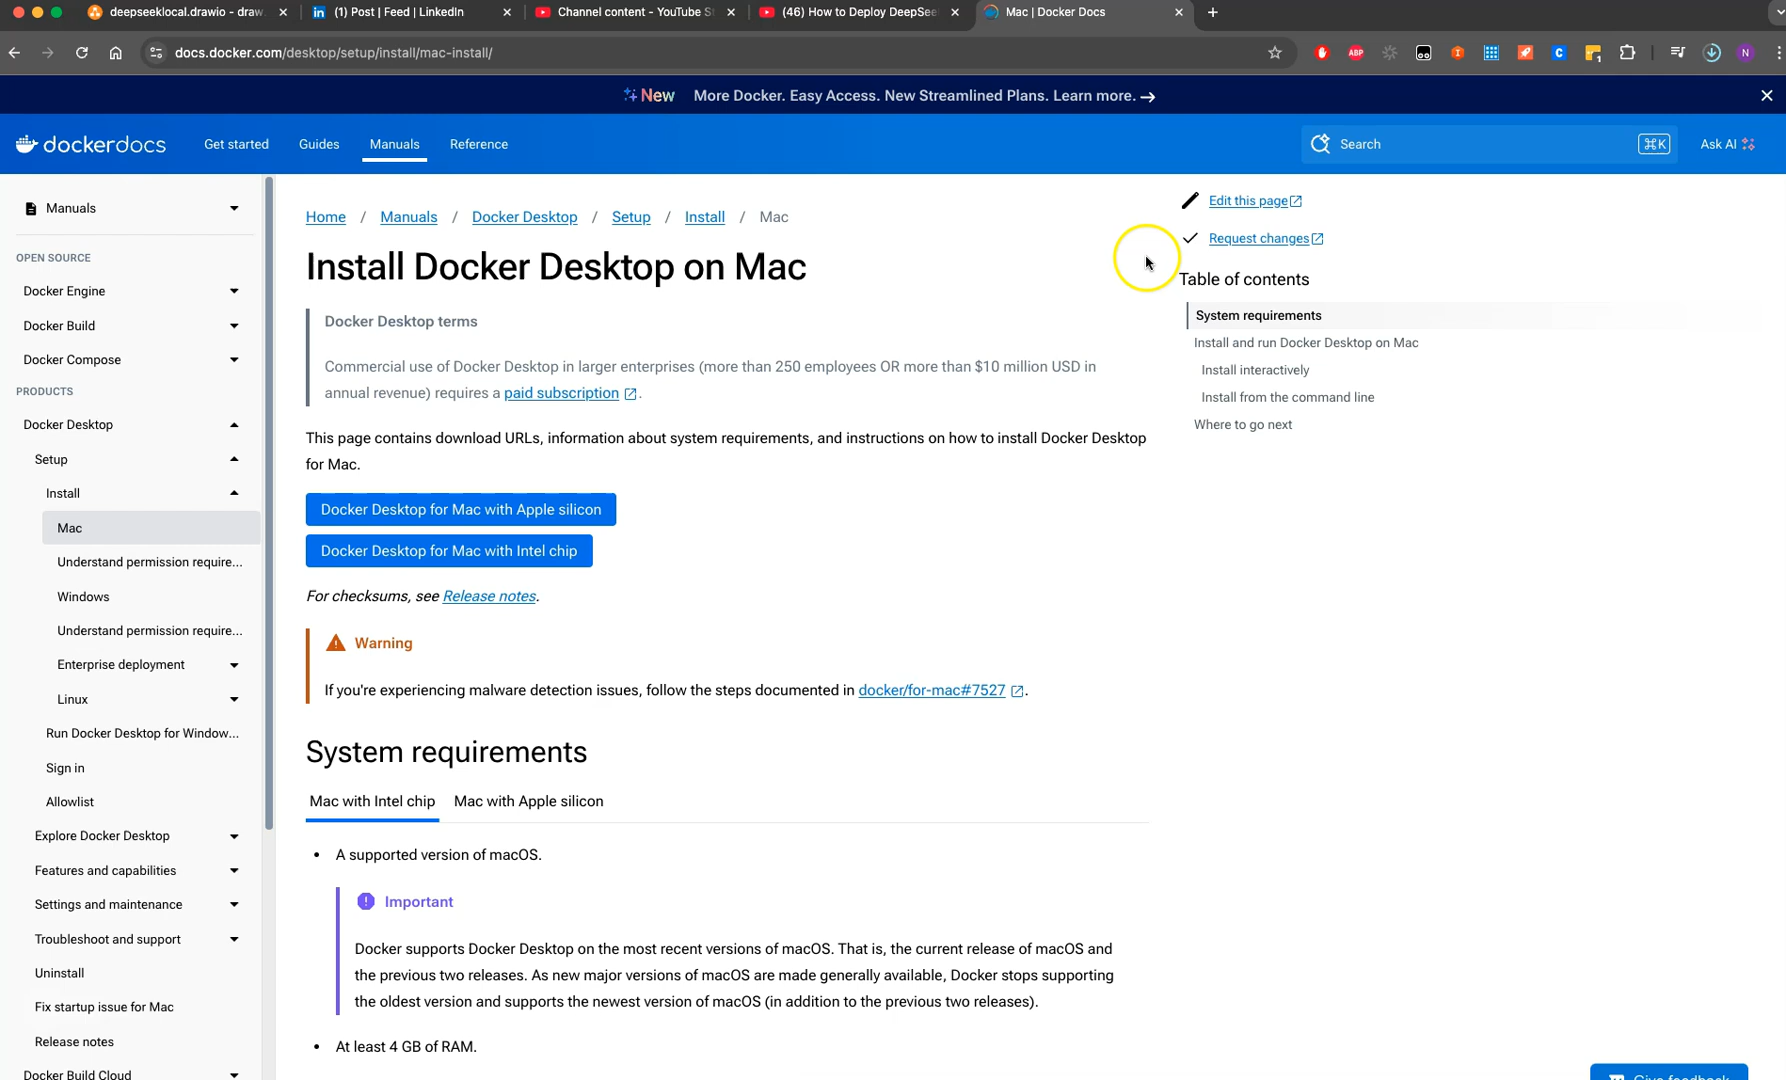 deepseeklocal.drawio - draw
(1) Post | Feed | LinkedIn
Channel content - YouTube S
(46) How to Deploy DeepSee
Mac | Docker Docs
docs.docker.com/desktop/setup/install/mac-install/
ABP
C
1
N
New More Docker. Easy Access. New Streamlined Plans. Learn more. →
dockerdocs
Get started
Guides
Manuals
Reference
Search
⌘K
Ask AI
Manuals
OPEN SOURCE
Docker Engine
Docker Build
Docker Compose
PRODUCTS
Docker Desktop
Setup
Install
Mac
Understand permission require...
Windows
Understand permission require...
Enterprise deployment
Linux
Run Docker Desktop for Window...
Sign in
Allowlist
Explore Docker Desktop
Features and capabilities
Settings and maintenance
Troubleshoot and support
Uninstall
Fix startup issue for Mac
Release notes
Docker Build Cloud
Home / Manuals / Docker Desktop / Setup / Install / Mac
Install Docker Desktop on Mac
Docker Desktop terms
Commercial use of Docker Desktop in larger enterprises (more than 250 employees OR more than $10 million USD in
annual revenue) requires a paid subscription.
This page contains download URLs, information about system requirements, and instructions on how to install Docker Desktop
for Mac.
Docker Desktop for Mac with Apple silicon
Docker Desktop for Mac with Intel chip
For checksums, see Release notes.
Warning
If you're experiencing malware detection issues, follow the steps documented in docker/for-mac#7527.
System requirements
Mac with Intel chip
Mac with Apple silicon
• A supported version of macOS.
Important
Docker supports Docker Desktop on the most recent versions of macOS. That is, the current release of macOS and
the previous two releases. As new major versions of macOS are made generally available, Docker stops supporting
the oldest version and supports the newest version of macOS (in addition to the previous two releases).
• At least 4 GB of RAM.
Edit this page
Request changes
Table of contents
System requirements
Install and run Docker Desktop on Mac
Install interactively
Install from the command line
Where to go next
Give feedback